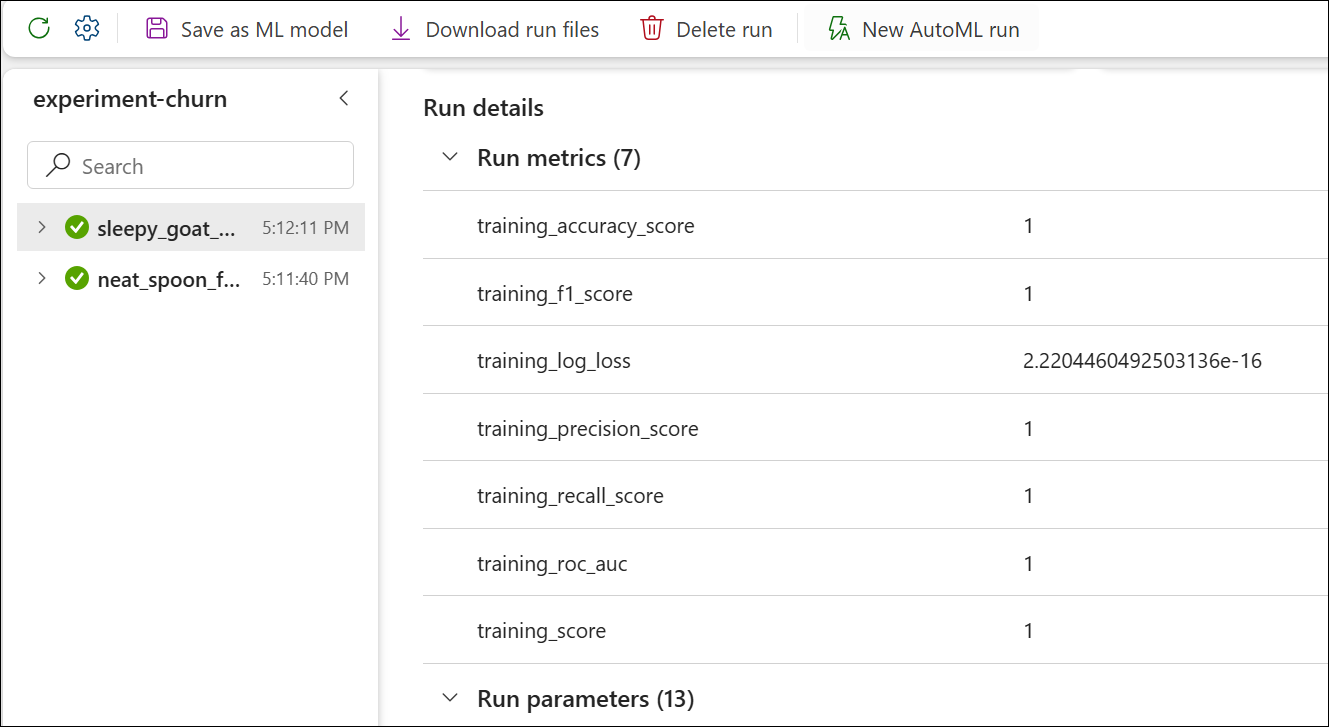 Save as ML model Download run files Delete run New AutoML run
experiment-churn
Search
sleepy_goat_... 5:12:11 PM
neat_spoon_f... 5:11:40 PM
Run details
Run metrics (7)
training_accuracy_score 1
training_f1_score 1
training_log_loss 2.2204460492503136e-16
training_precision_score 1
training_recall_score 1
training_roc_auc 1
training_score 1
Run parameters (13)